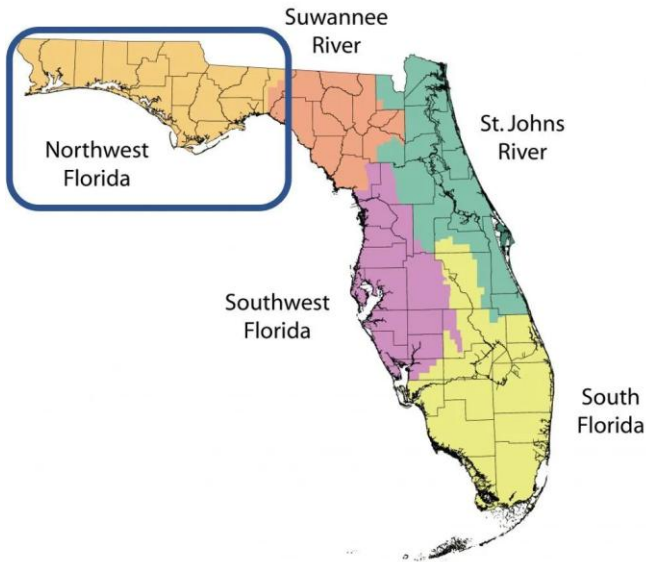 Suwannee
River
St. Johns
River
Northwest
Florida
Southwest
Florida
South
Florida